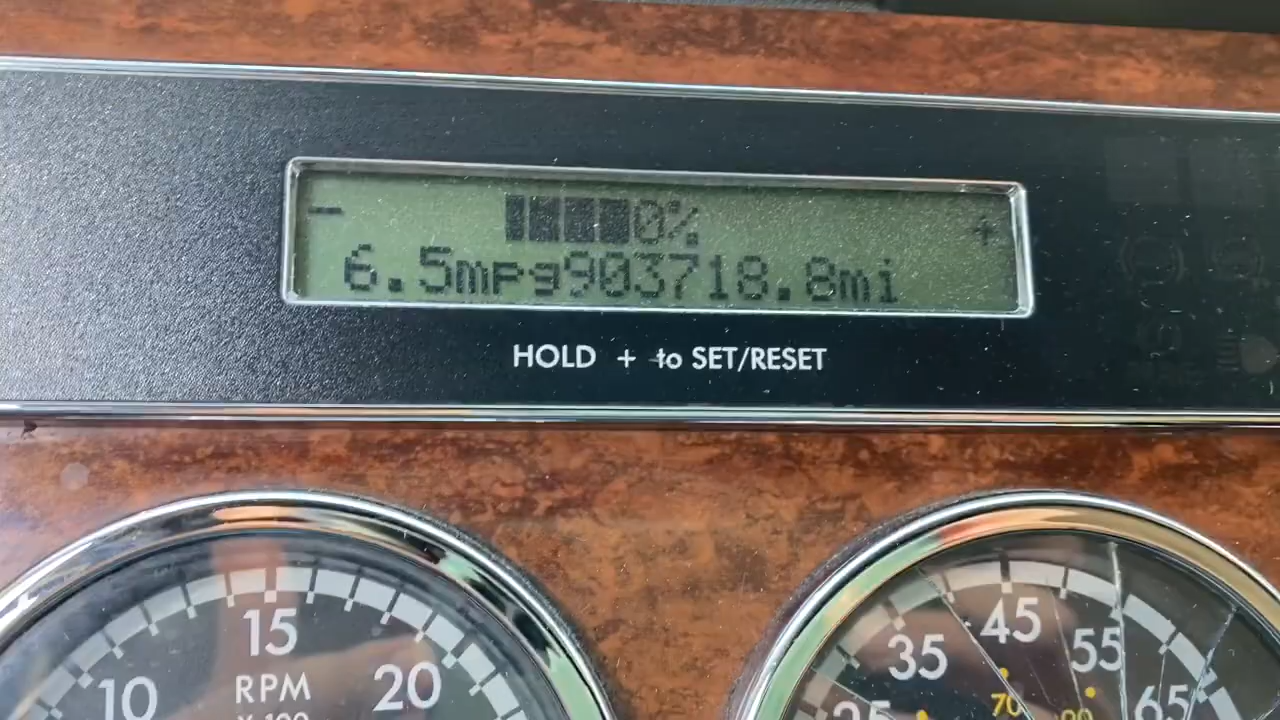 - 0% +
6.5mpg903718.8mi
HOLD + to SET/RESET
10 15 20
RPM
35 45 55 65
70